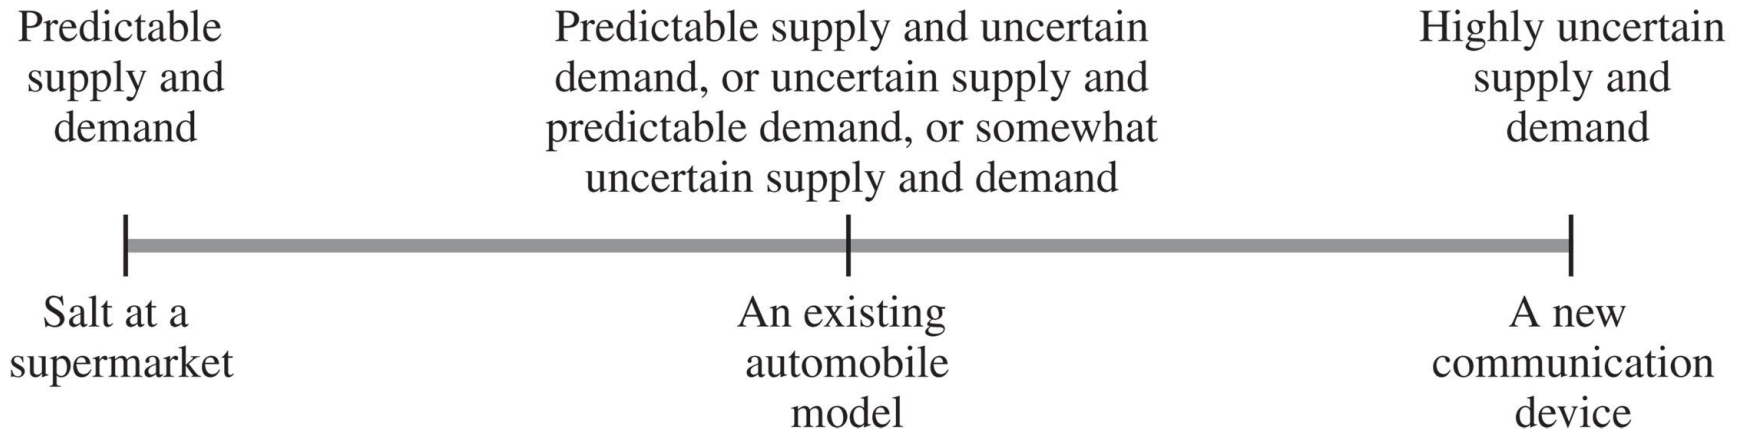 Predictable
supply and
demand
Predictable supply and uncertain
demand, or uncertain supply and
predictable demand, or somewhat
uncertain supply and demand
Highly uncertain
supply and
demand
Salt at a
supermarket
An existing
automobile
model
A new
communication
device